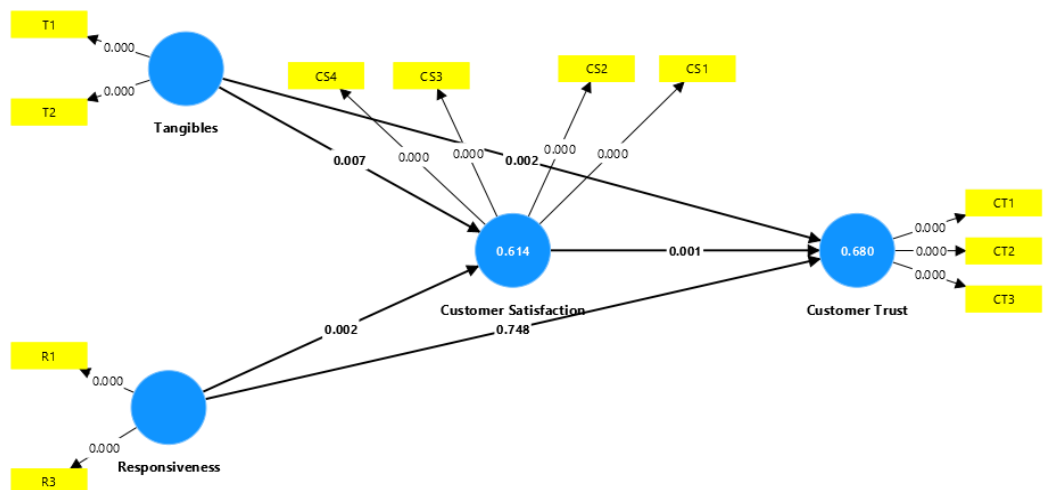 T1
0.000
T2
0.000
Tangibles
CS4
CS3
CS2
CS1
0.000
0.000
0.000
0.000
0.007
0.002
0.614
Customer Satisfaction
0.001
0.680
Customer Trust
CT1
0.000
CT2
0.000
CT3
0.000
0.002
0.748
R1
0.000
R3
0.000
Responsiveness